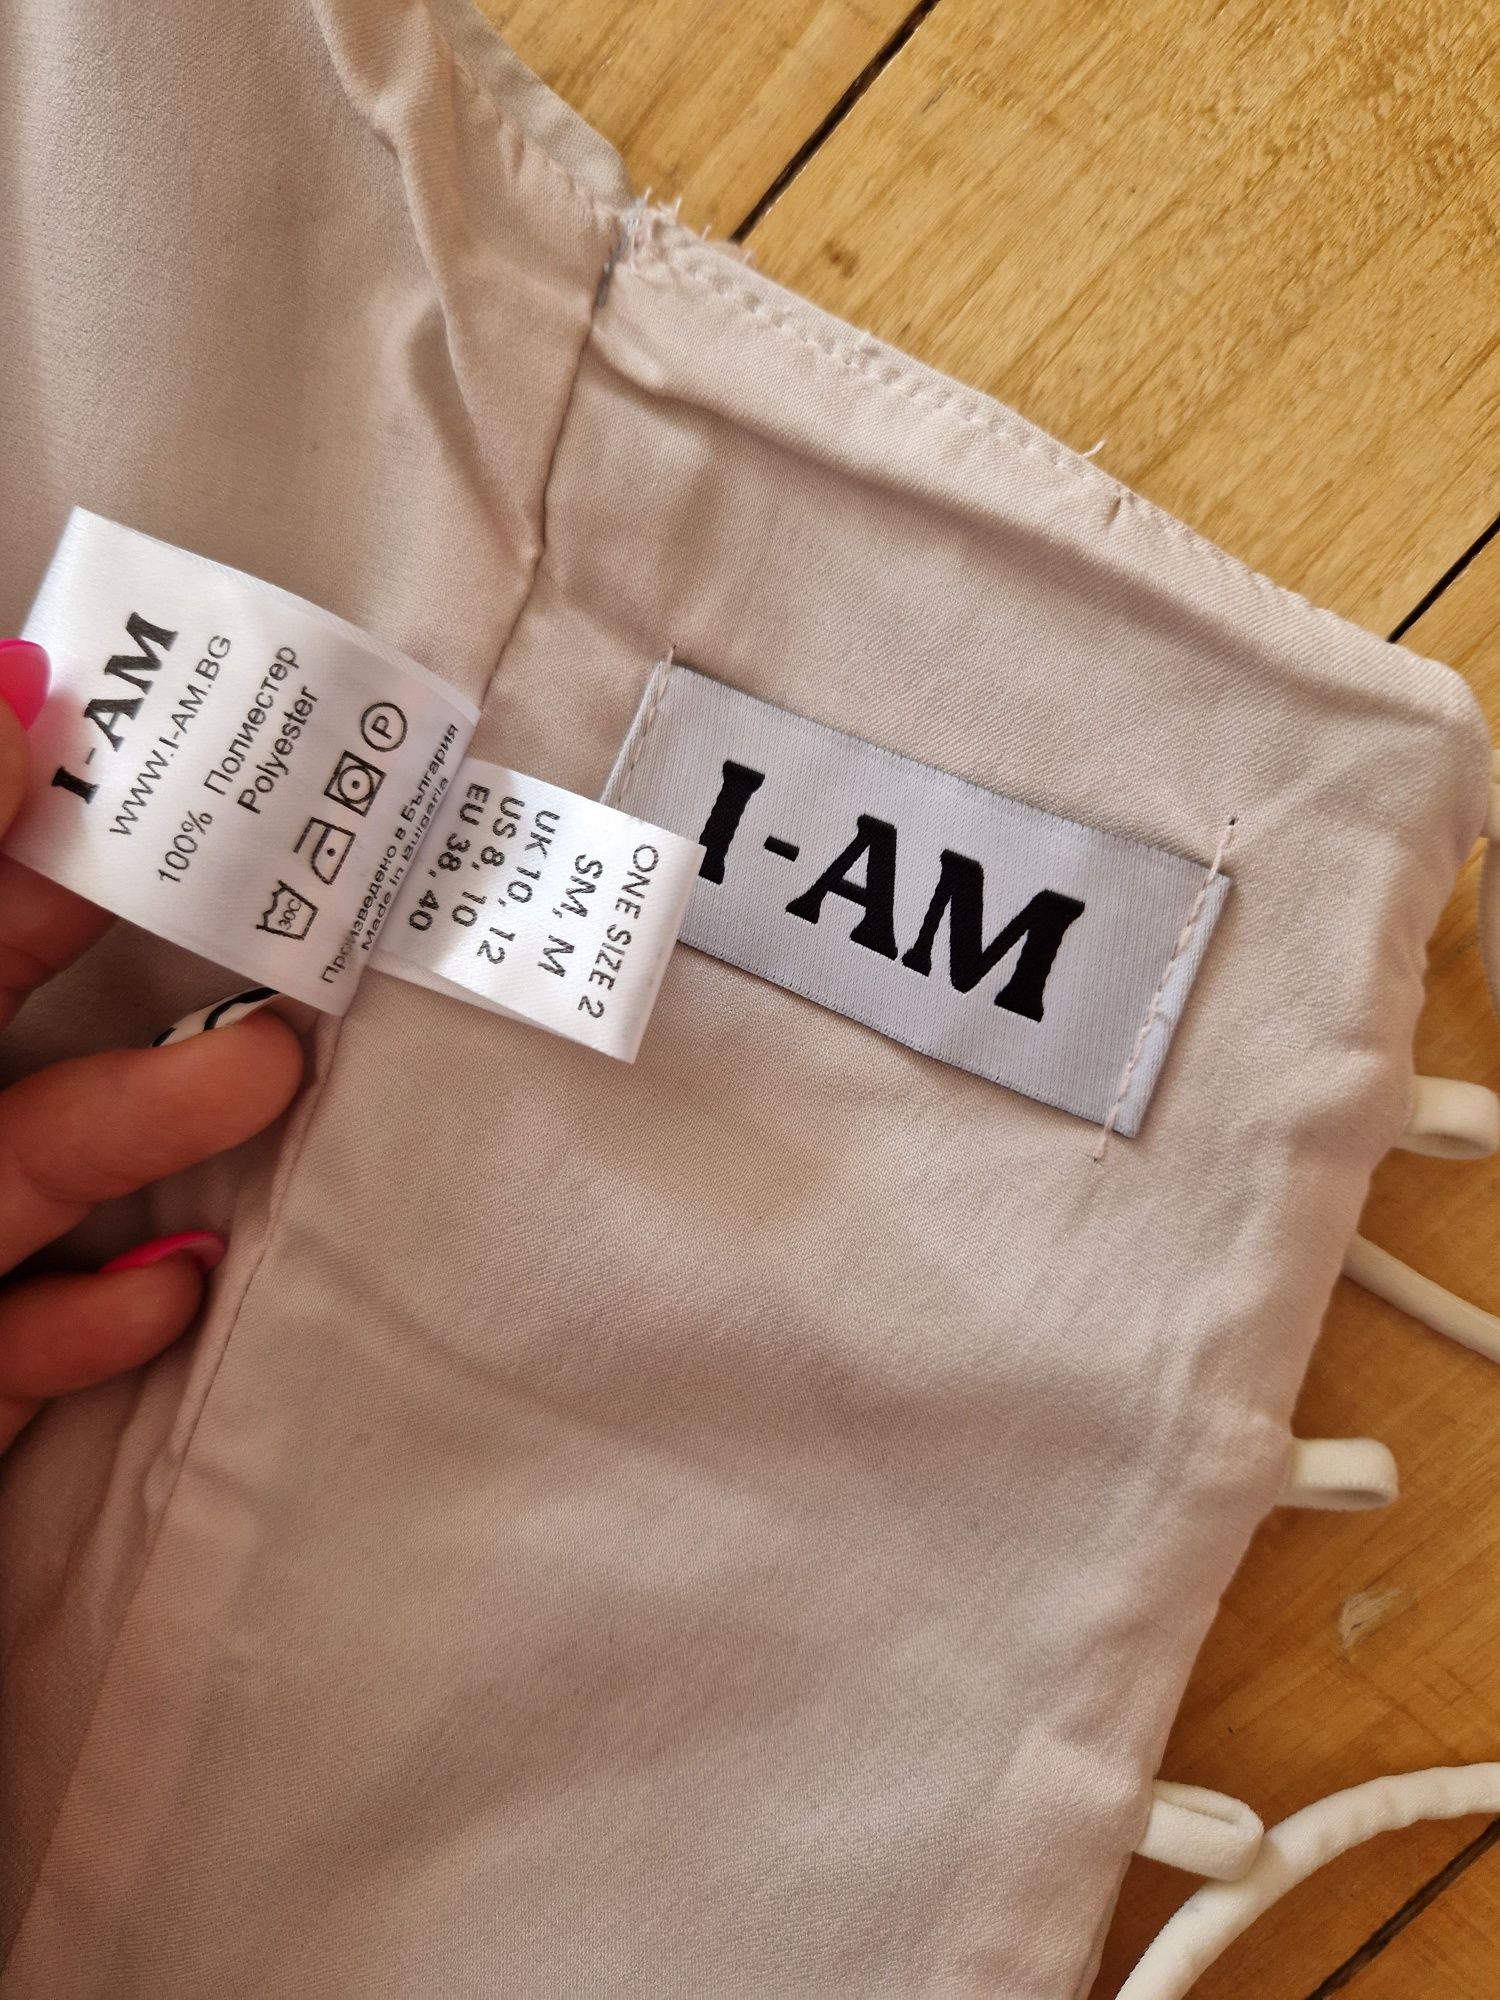 I-AM
WWW.I-AM.BG
100% Полиестер
Polyester
P
30C
Произведено в България
Made in Bulgaria
ONE SIZE 2
SM, M
UK 10, 12
US 8, 10
EU 38, 40
I-AM